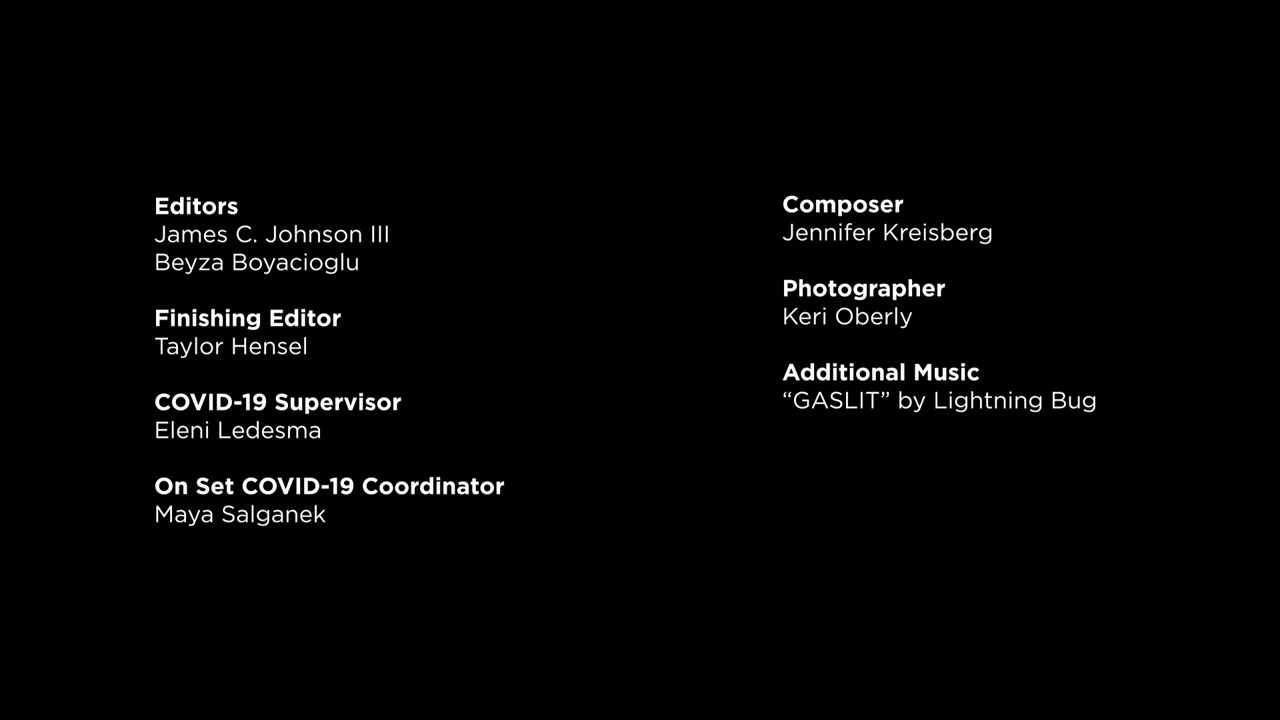 Editors
James C. Johnson III
Beyza Boyacioglu
Finishing Editor
Taylor Hensel
COVID-19 Supervisor
Eleni Ledesma
On Set COVID-19 Coordinator
Maya Salganek
Composer
Jennifer Kreisberg
Photographer
Keri Oberly
Additional Music
“GASLIT” by Lightning Bug